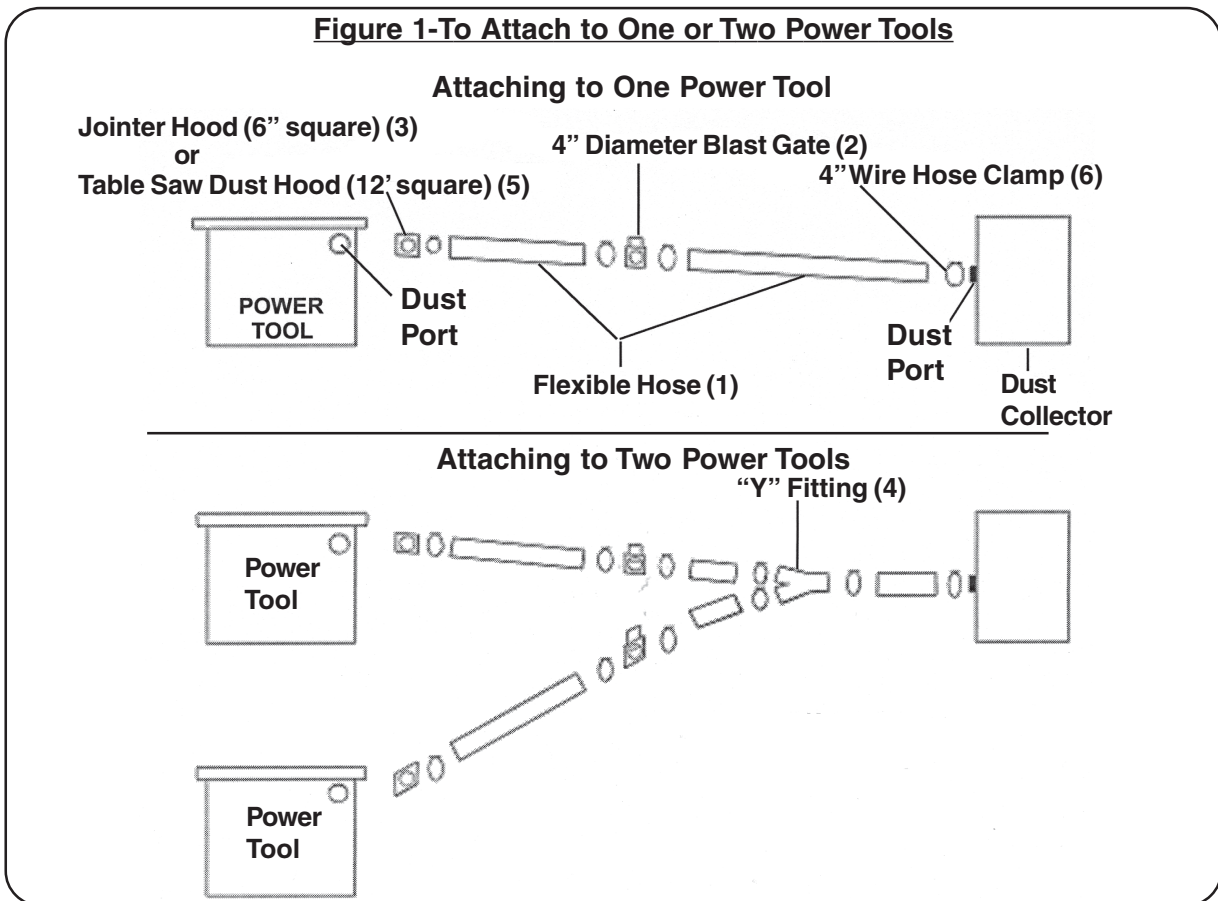 Figure 1-To Attach to One or Two Power Tools
Attaching to One Power Tool
Jointer Hood (6” square) (3)
or
Table Saw Dust Hood (12’ square) (5)
4” Diameter Blast Gate (2)
4”Wire Hose Clamp (6)
POWER
TOOL
Dust
Port
Flexible Hose (1)
Dust
Port
Dust
Collector
Attaching to Two Power Tools
“Y” Fitting (4)
Power
Tool
Power
Tool